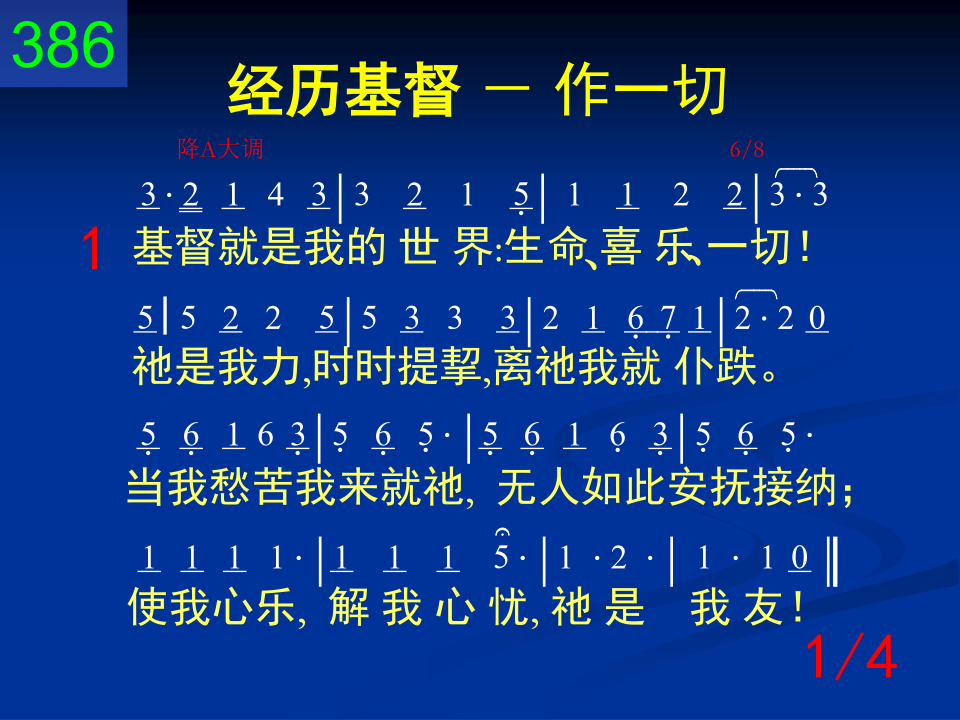 386
经历基督 － 作一切
降A大调 6/8
3·2 1 4 3|3 2 1 5|1 1 2 2|3·3
1 基督就是我的 世 界:生命、喜 乐、一切!
5|5 2 2 5|5 3 3 3|2 1 6 7 1|2·2 0
祂是我力,时时提挈,离祂我就 仆跌。
5 6 1 6 3|5 6 5·|5 6 1 6 3|5 6 5·
当我愁苦我来就祂, 无人如此安抚接纳;
1 1 1 1·|1 1 1 5·|1 ·2 ·| 1 · 1 0‖
使我心乐, 解 我 心 忧, 祂 是 我 友!
1/4